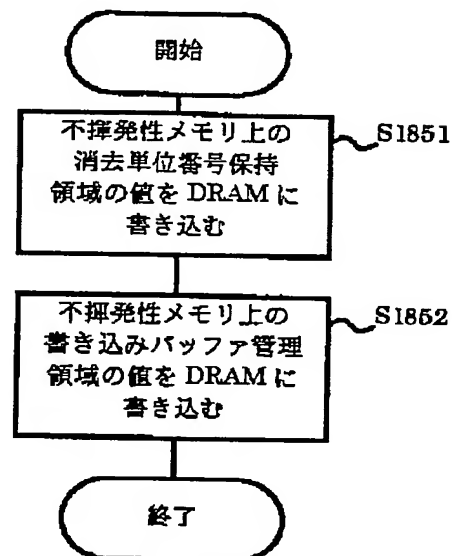 開始
不揮発性メモリ上の
消去単位番号保持
領域の値を DRAM に
書き込む
S1851
不揮発性メモリ上の
書き込みバッファ管理
領域の値を DRAM に
書き込む
S1852
終了